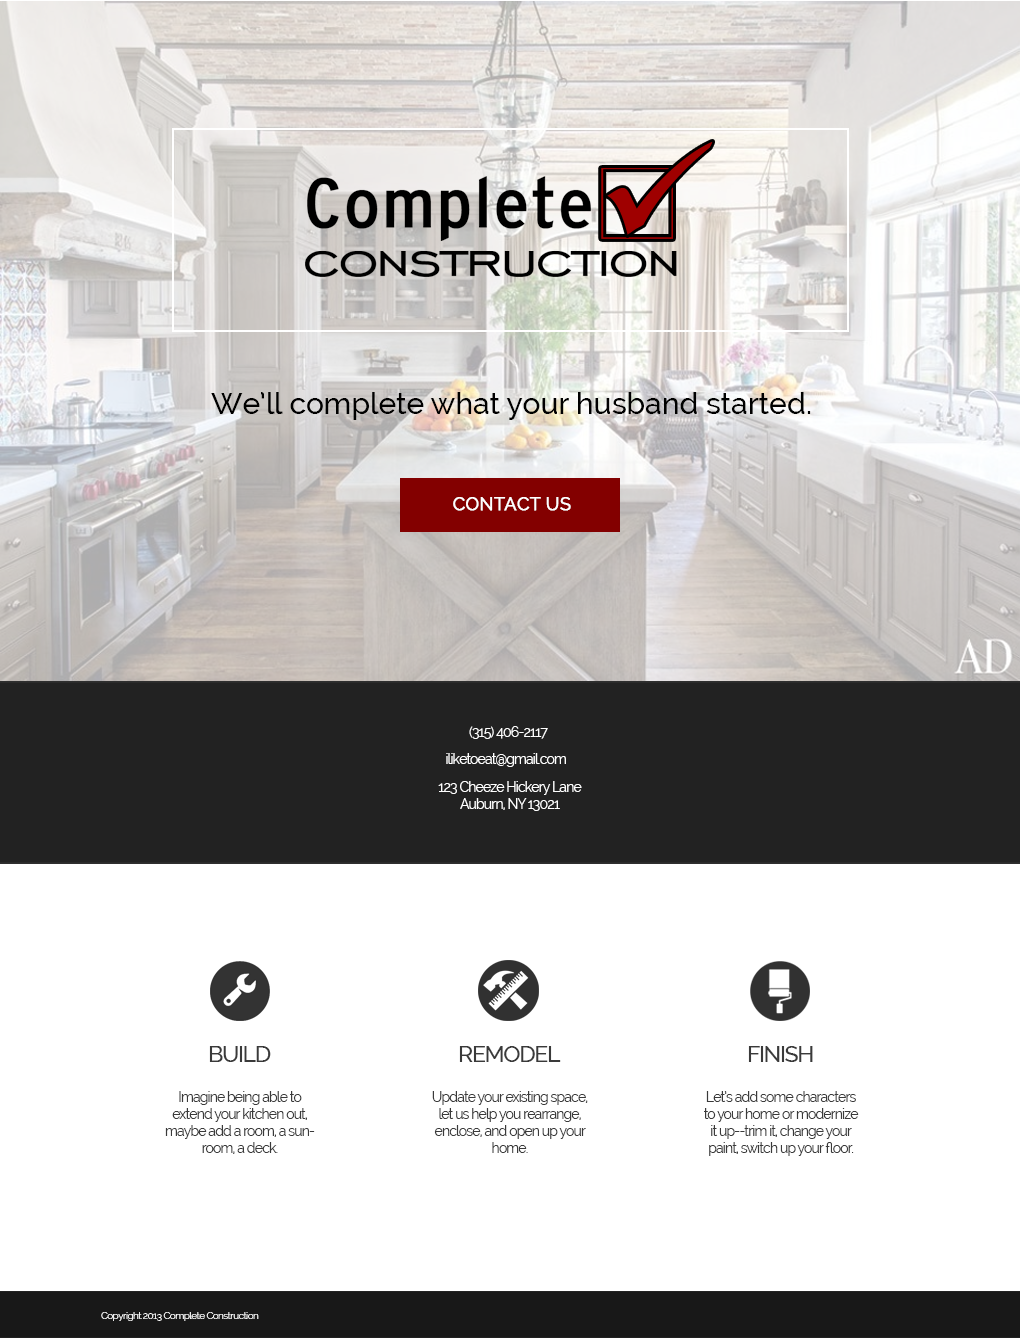 Complete
CONSTRUCTION
We'll complete what your husband started.
CONTACT US
AD
(315) 406-2117
iliketoeat@gmail.com
123 Cheeze Hickery Lane
Auburn, NY 13021
BUILD
Imagine being able to
extend your kitchen out,
maybe add a room, a sun-
room, a deck.
REMODEL
Update your existing space,
let us help you rearrange,
enclose, and open up your
home.
FINISH
Let's add some characters
to your home or modernize
it up--trim it, change your
paint, switch up your floor.
Copyright 2013 Complete Construction